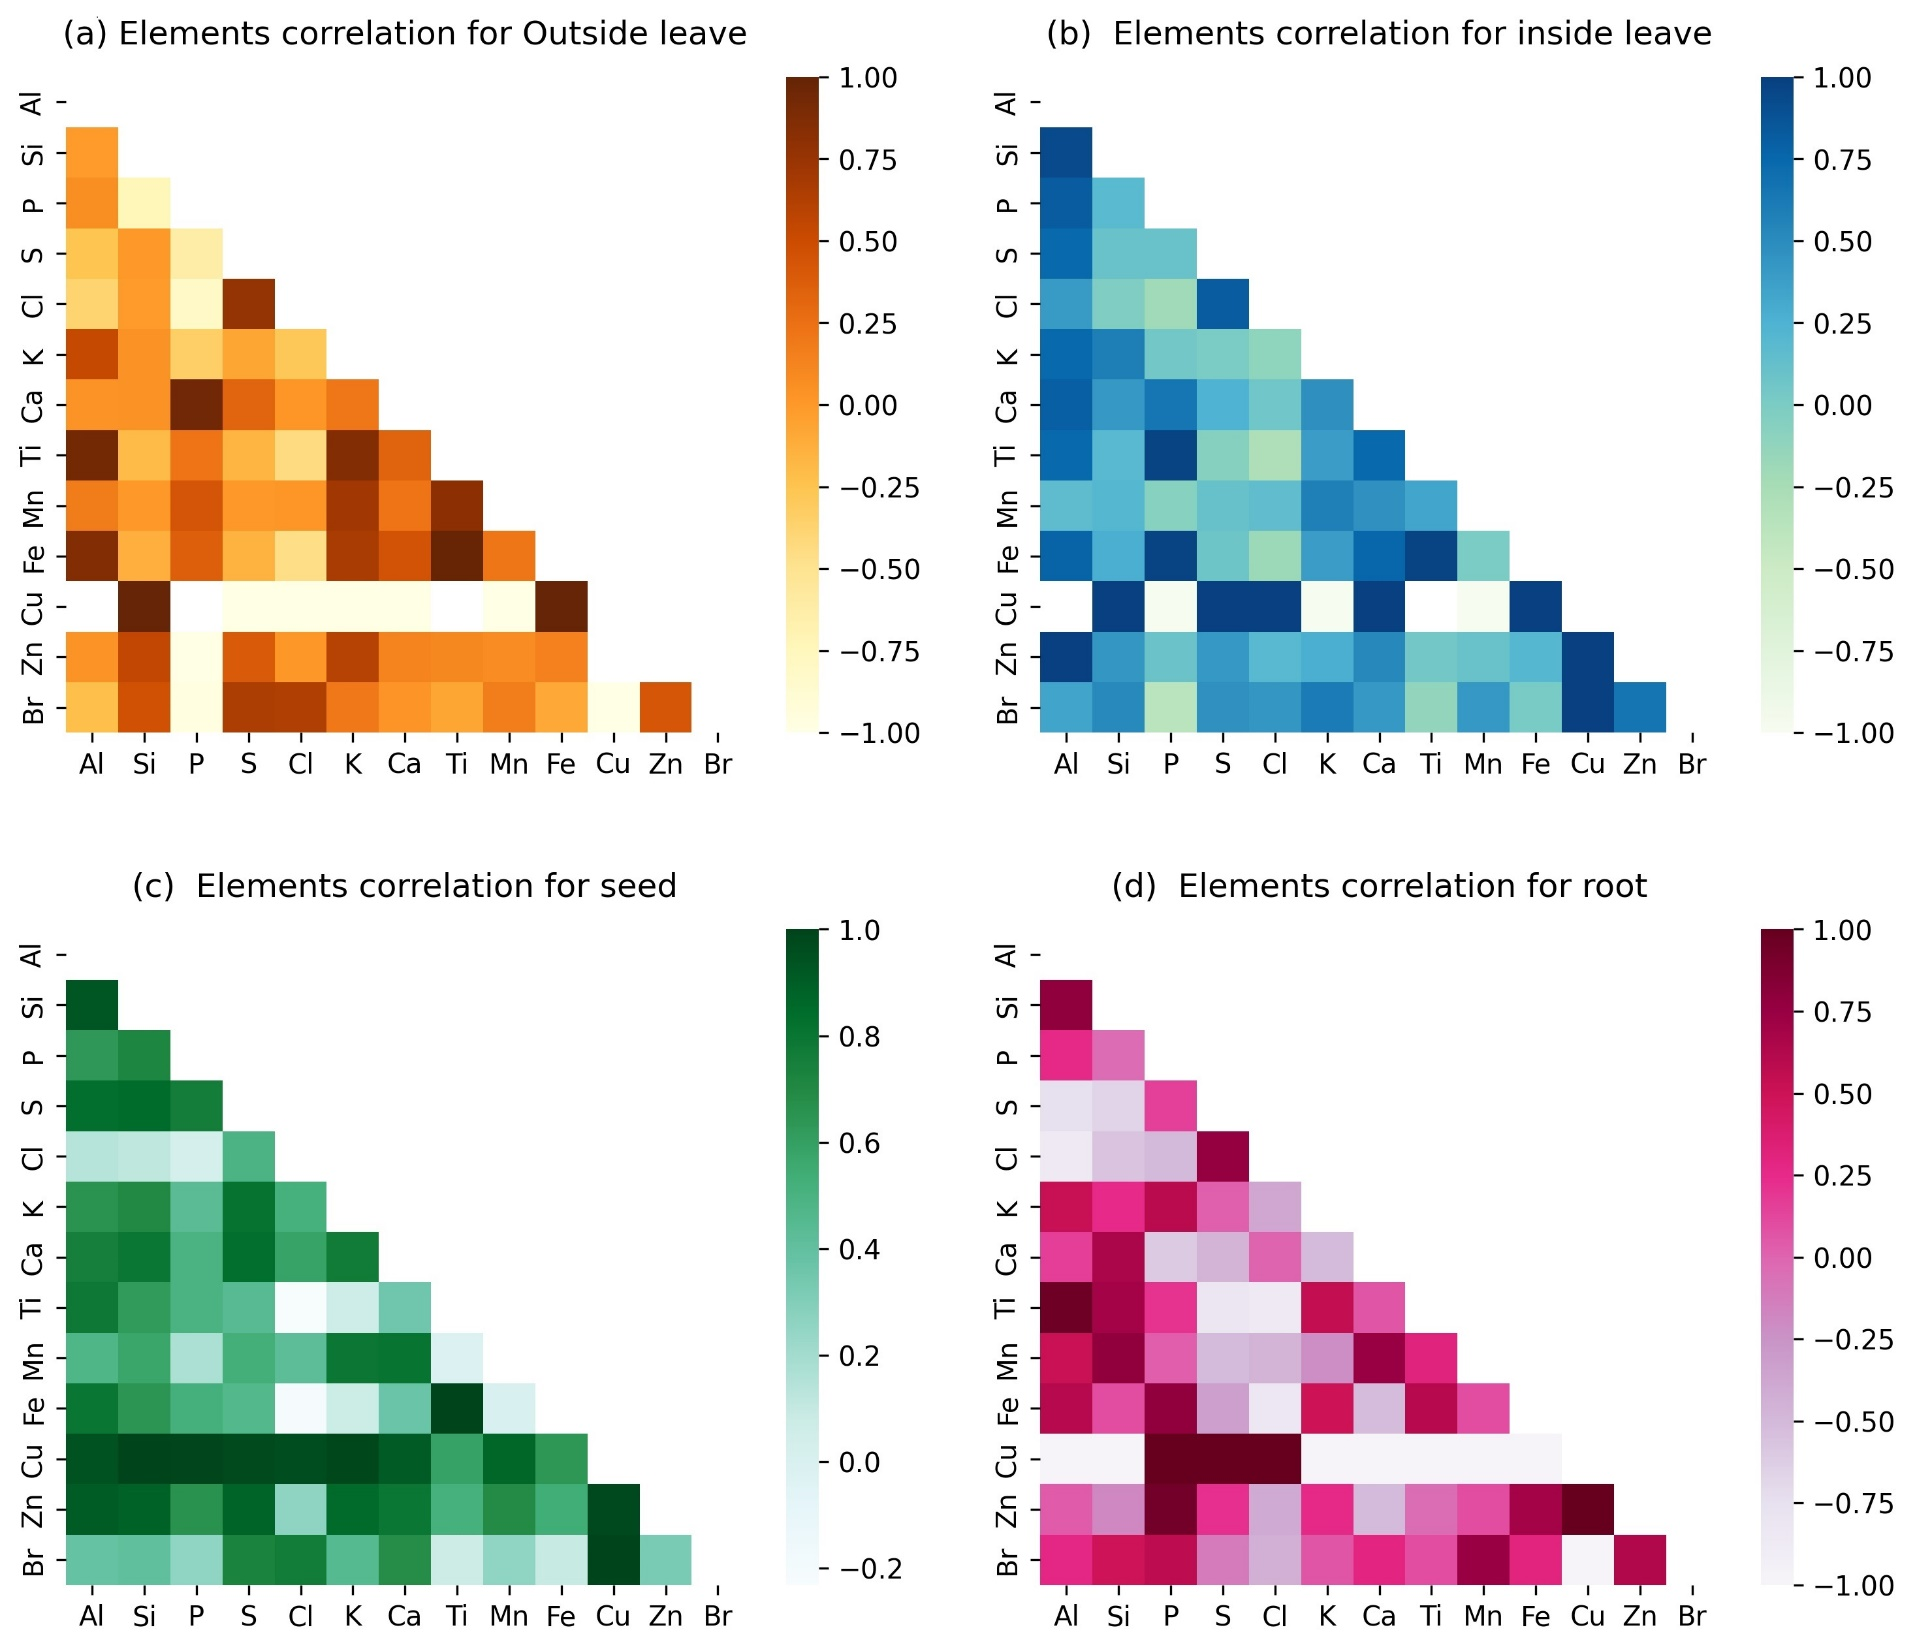 (a) Elements correlation for Outside leave
Al
Si
P
S
Cl
K
Ca
Ti
Mn
Fe
Cu
Zn
Br
Al Si P S Cl K Ca Ti Mn Fe Cu Zn Br
1.00
0.75
0.50
0.25
0.00
−0.25
−0.50
−0.75
−1.00
(b) Elements correlation for inside leave
Al
Si
P
S
Cl
K
Ca
Ti
Mn
Fe
Cu
Zn
Br
Al Si P S Cl K Ca Ti Mn Fe Cu Zn Br
1.00
0.75
0.50
0.25
0.00
−0.25
−0.50
−0.75
−1.00
(c) Elements correlation for seed
Al
Si
P
S
Cl
K
Ca
Ti
Mn
Fe
Cu
Zn
Br
Al Si P S Cl K Ca Ti Mn Fe Cu Zn Br
1.0
0.8
0.6
0.4
0.2
0.0
−0.2
(d) Elements correlation for root
Al
Si
P
S
Cl
K
Ca
Ti
Mn
Fe
Cu
Zn
Br
Al Si P S Cl K Ca Ti Mn Fe Cu Zn Br
1.00
0.75
0.50
0.25
0.00
−0.25
−0.50
−0.75
−1.00